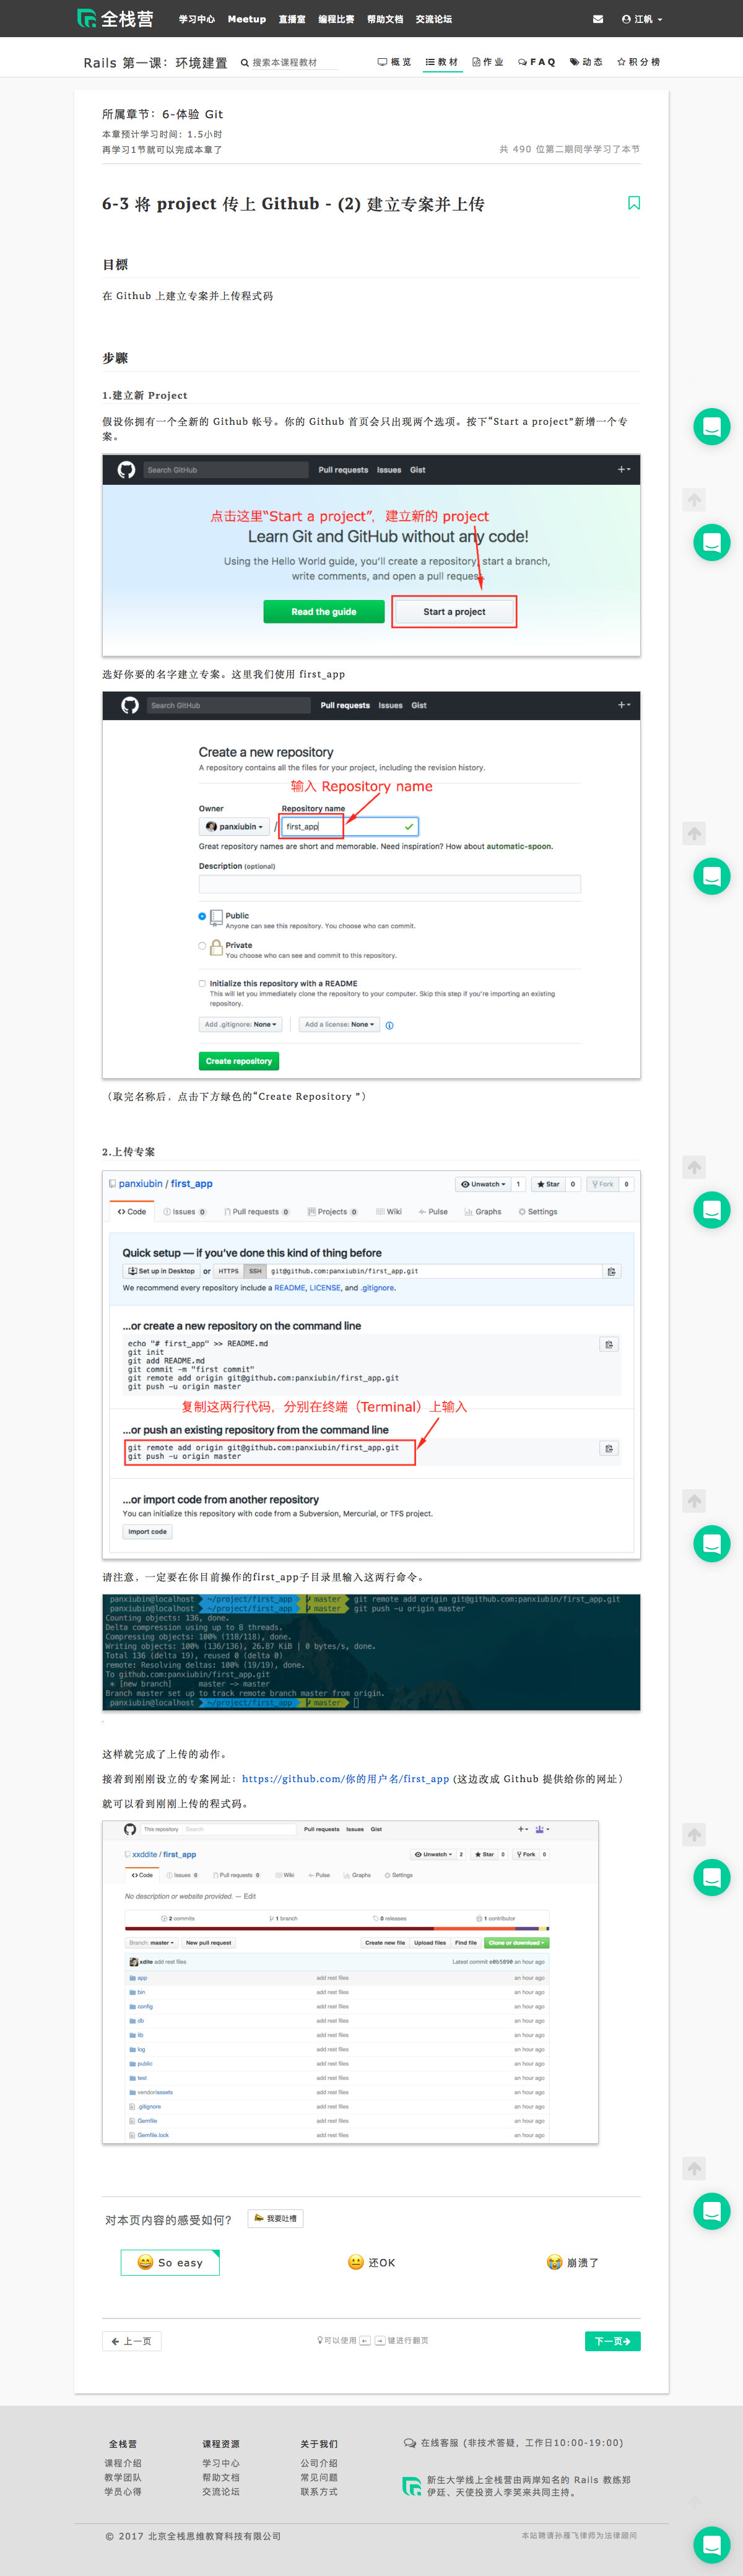 全栈营 学习中心 Meetup 直播室 编程比赛 帮助文档 交流论坛 江帆
Rails 第一课：环境建置 搜索本课程教材 概览 教材 作业 FAQ 动态 积分榜
所属章节：6-体验 Git
本章预计学习时间：1.5小时
再学习1节就可以完成本章了
共 490 位第二期同学学习了本节
6-3 将 project 传上 Github - (2) 建立专案并上传
目標
在 Github 上建立专案并上传程式码
步骤
1.建立新 Project
假设你拥有一个全新的 Github 帐号。你的 Github 首页会只出现两个选项。按下“Start a project”新增一个专
案。
Search GitHub Pull requests Issues Gist
点击这里“Start a project”，建立新的 project
Learn Git and GitHub without any code!
Using the Hello World guide, you'll create a repository, start a branch,
write comments, and open a pull request.
Read the guide Start a project
选好你要的名字建立专案。这里我们使用 first_app
Search GitHub Pull requests Issues Gist
Create a new repository
A repository contains all the files for your project, including the revision history.
输入 Repository name
Owner Repository name
panxiubin / first_app
Great repository names are short and memorable. Need inspiration? How about automatic-spoon.
Description (optional)
Public
Anyone can see this repository. You choose who can commit.
Private
You choose who can see and commit to this repository.
Initialize this repository with a README
This will let you immediately clone the repository to your computer. Skip this step if you're importing an existing
repository.
Add .gitignore: None Add a license: None
Create repository
（取完名称后，点击下方绿色的“Create Repository ”）
2.上传专案
panxiubin / first_app Unwatch 1 Star 0 Fork 0
Code Issues 0 Pull requests 0 Projects 0 Wiki Pulse Graphs Settings
Quick setup — if you've done this kind of thing before
Set up in Desktop or HTTPS SSH git@github.com:panxiubin/first_app.git
We recommend every repository include a README, LICENSE, and .gitignore.
...or create a new repository on the command line
echo "# first_app" >> README.md
git init
git add README.md
git commit -m "first commit"
git remote add origin git@github.com:panxiubin/first_app.git
git push -u origin master
复制这两行代码，分别在终端（Terminal）上输入
...or push an existing repository from the command line
git remote add origin git@github.com:panxiubin/first_app.git
git push -u origin master
...or import code from another repository
You can initialize this repository with code from a Subversion, Mercurial, or TFS project.
Import code
请注意，一定要在你目前操作的first_app子目录里输入这两行命令。
panxiubin@localhost ~/project/first_app master git remote add origin git@github.com:panxiubin/first_app.git
panxiubin@localhost ~/project/first_app master git push -u origin master
Counting objects: 136, done.
Delta compression using up to 8 threads.
Compressing objects: 100% (118/118), done.
Writing objects: 100% (136/136), 26.87 KiB | 0 bytes/s, done.
Total 136 (delta 19), reused 0 (delta 0)
remote: Resolving deltas: 100% (19/19), done.
To github.com:panxiubin/first_app.git
* [new branch] master -> master
Branch master set up to track remote branch master from origin.
panxiubin@localhost ~/project/first_app master
这样就完成了上传的动作。
接着到刚刚设立的专案网址：https://github.com/你的用户名/first_app (这边改成 Github 提供给你的网址）
就可以看到刚刚上传的程式码。
This repository Search Pull requests Issues Gist
xxddite / first_app Unwatch 2 Star 0 Fork 0
Code Issues 0 Pull requests 0 Wiki Pulse Graphs Settings
No description or website provided. — Edit
2 commits 1 branch 0 releases 1 contributor
Branch: master New pull request Create new file Upload files Find file Clone or download
xdite add rest files Latest commit e0b5890 an hour ago
app add rest files an hour ago
bin add rest files an hour ago
config add rest files an hour ago
db add rest files an hour ago
lib add rest files an hour ago
log add rest files an hour ago
public add rest files an hour ago
test add rest files an hour ago
vendor/assets add rest files an hour ago
.gitignore add rest files an hour ago
Gemfile add rest files an hour ago
Gemfile.lock add rest files an hour ago
对本页内容的感受如何？ 我要吐槽
So easy 还OK 崩溃了
上一页 可以使用 ← → 键进行翻页 下一页
全栈营 课程资源 关于我们 在线客服 (非技术答疑，工作日10:00-19:00)
课程介绍 学习中心 公司介绍
教学团队 帮助文档 常见问题
学员心得 交流论坛 联系方式
新生大学线上全栈营由两岸知名的 Rails 教练郑
伊廷、天使投资人李笑来共同主持。
© 2017 北京全栈思维教育科技有限公司 本站聘请孙雁飞律师为法律顾问